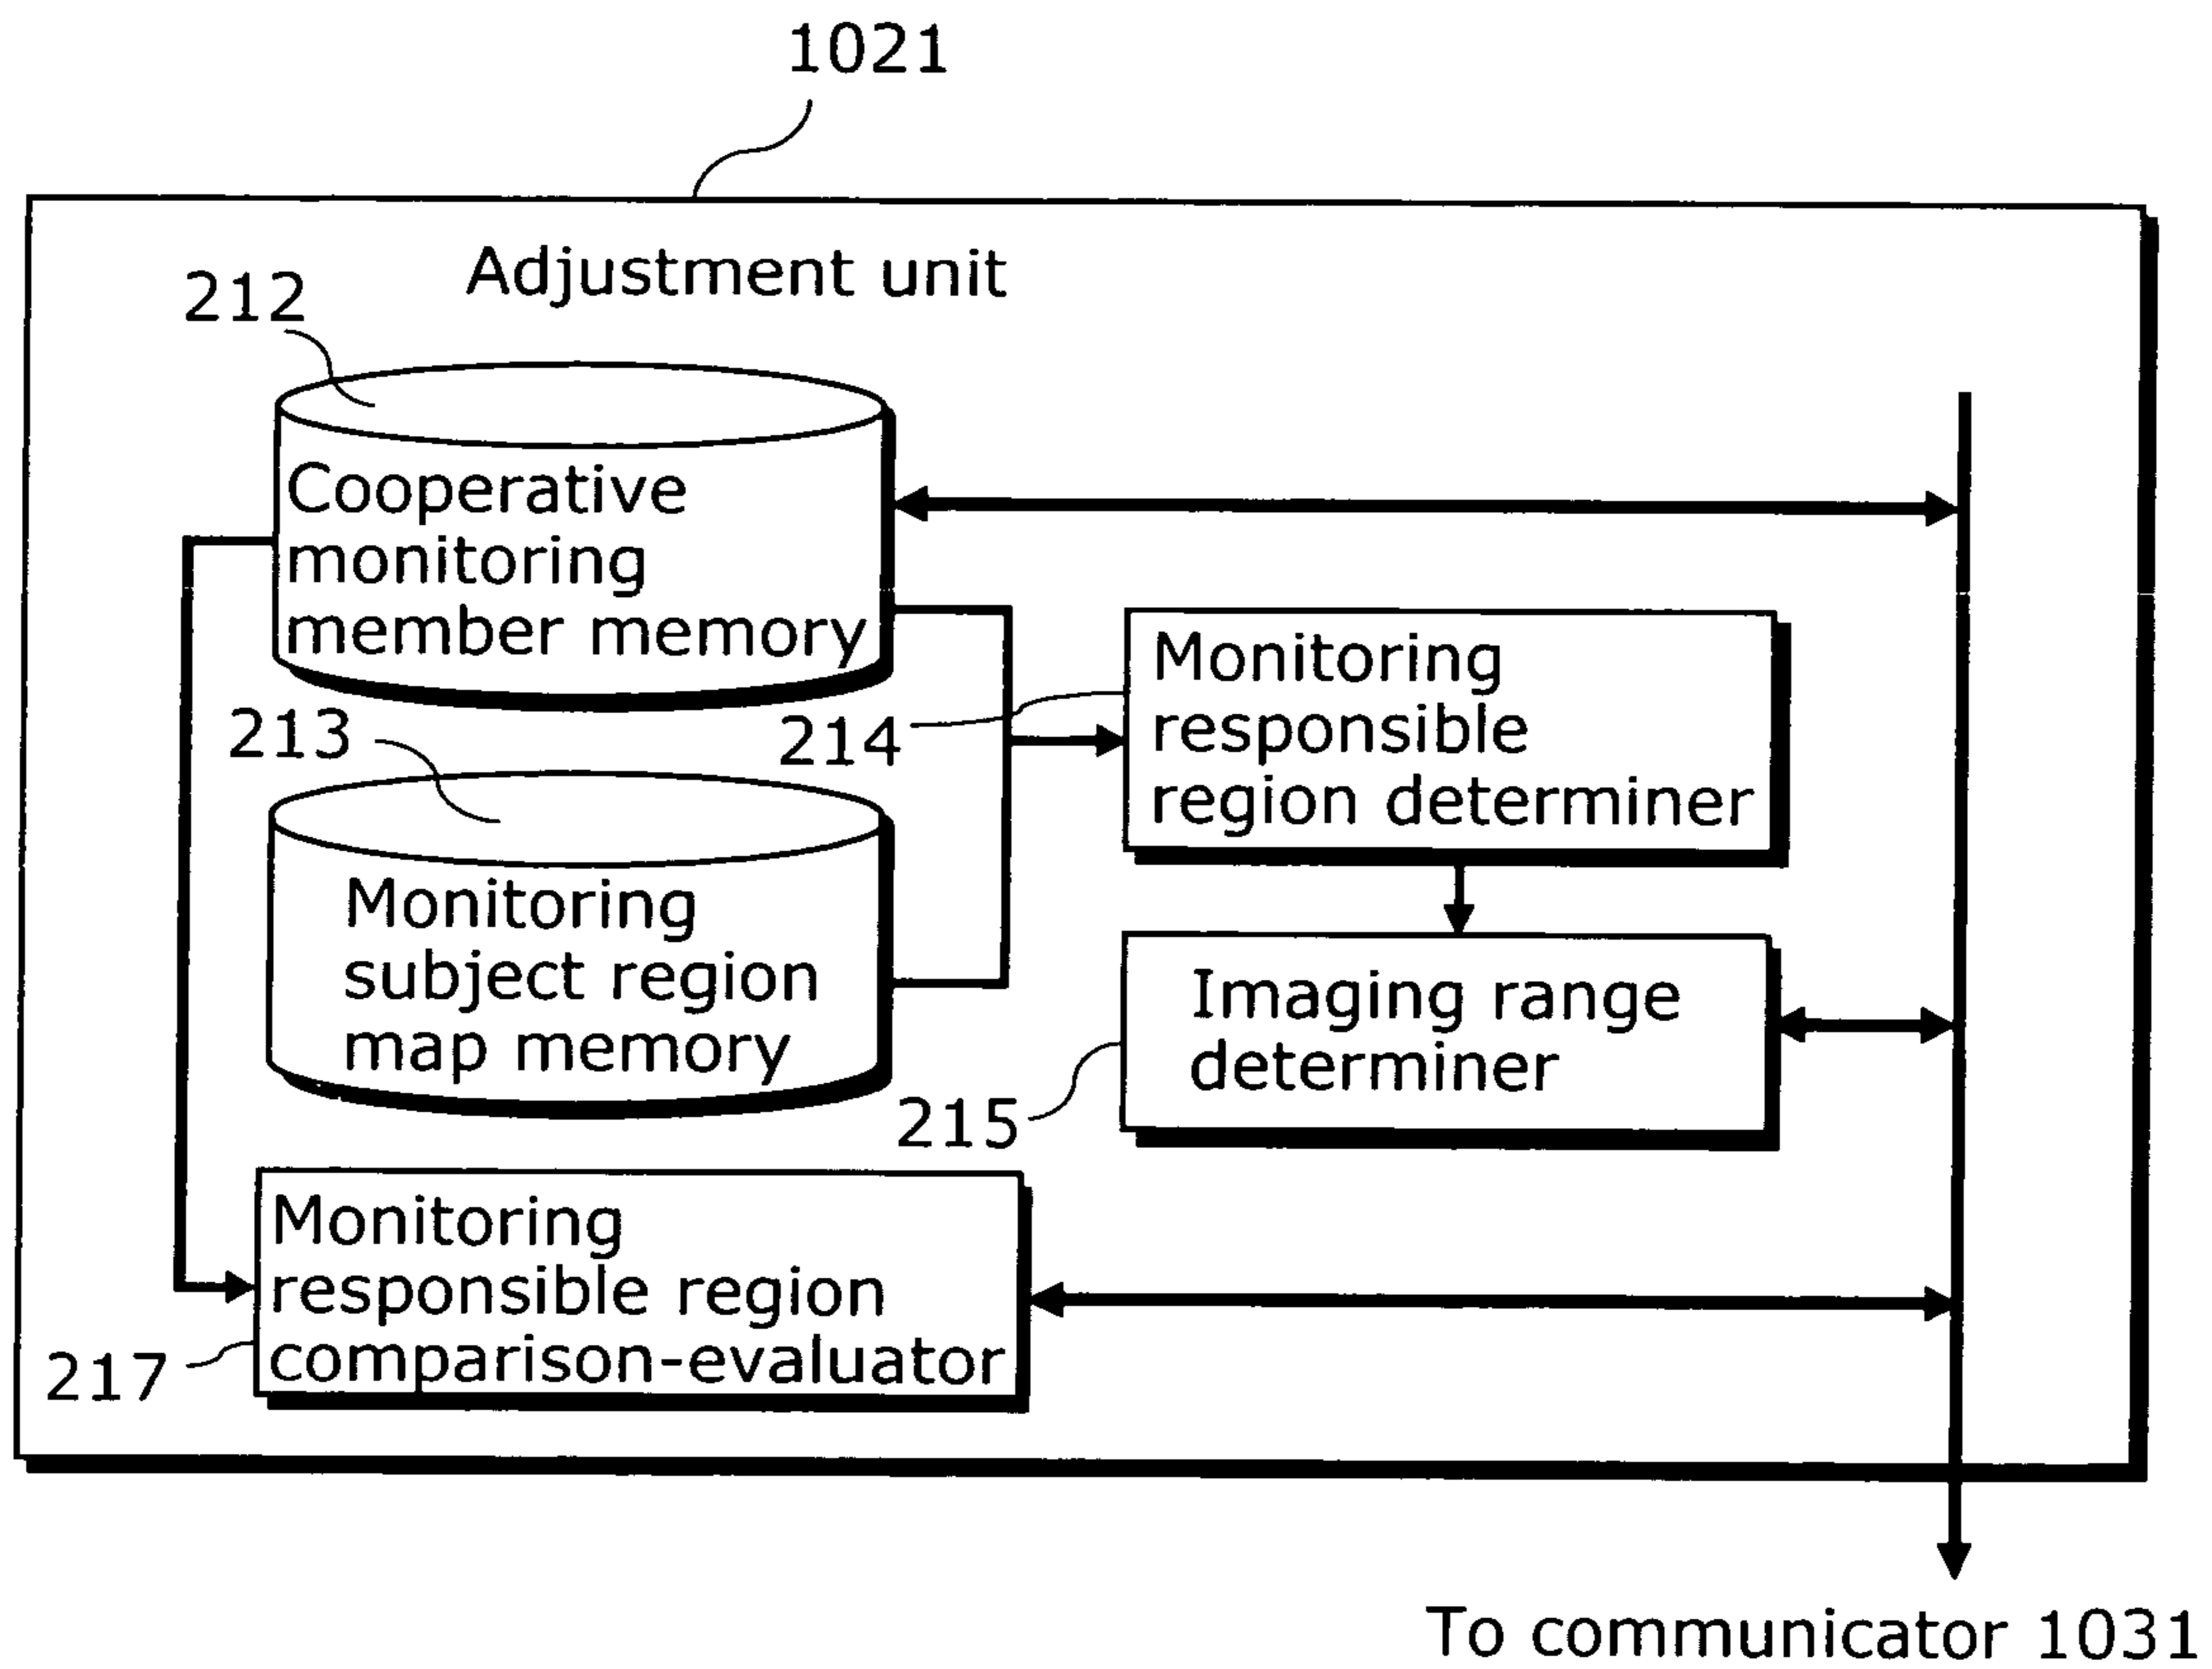 1021
Adjustment unit
212
Cooperative
monitoring
member memory
213
214
Monitoring
responsible
region determiner
Monitoring
subject region
map memory
Imaging range
determiner
215
Monitoring
responsible region
comparison-evaluator
217
To communicator 1031